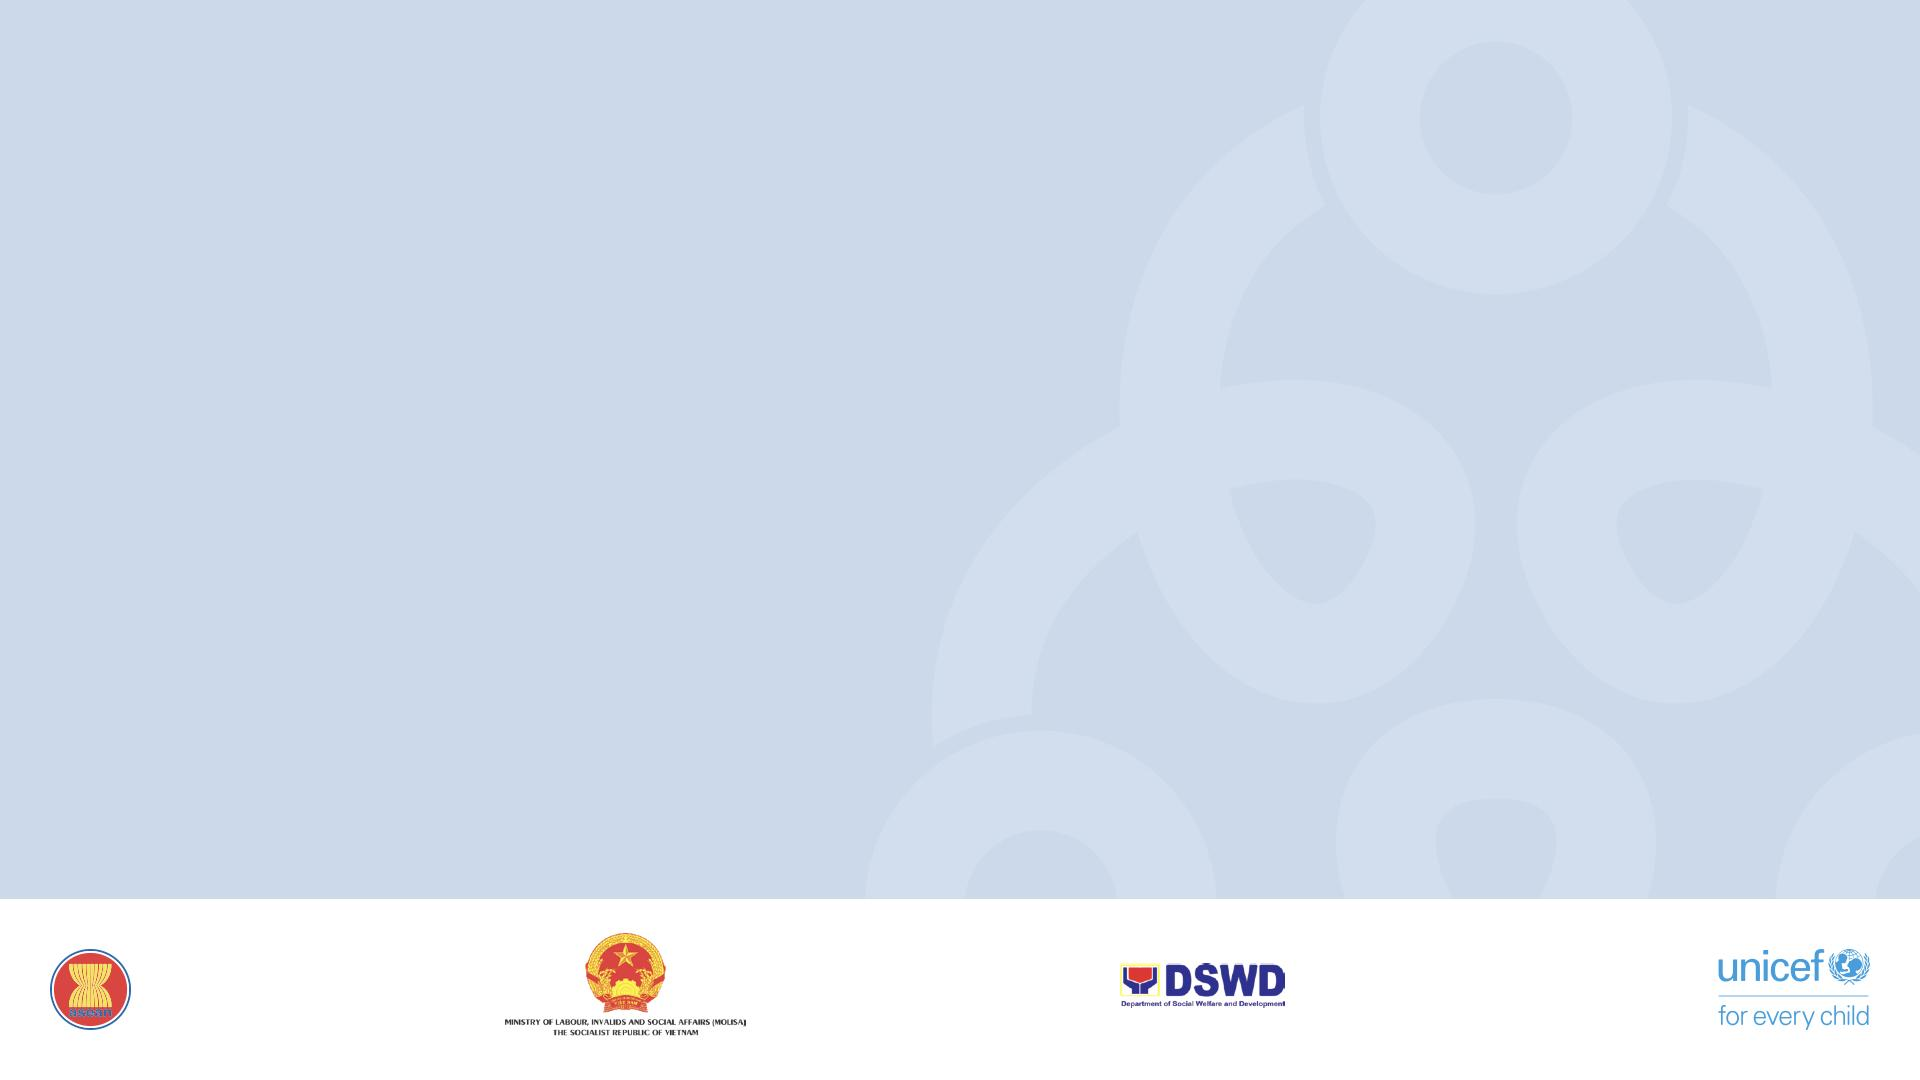 asean
MINISTRY OF LABOUR, INVALIDS AND SOCIAL AFFAIRS (MOLISA)
THE SOCIALIST REPUBLIC OF VIETNAM
DSWD
Department of Social Welfare and Development
unicef
for every child